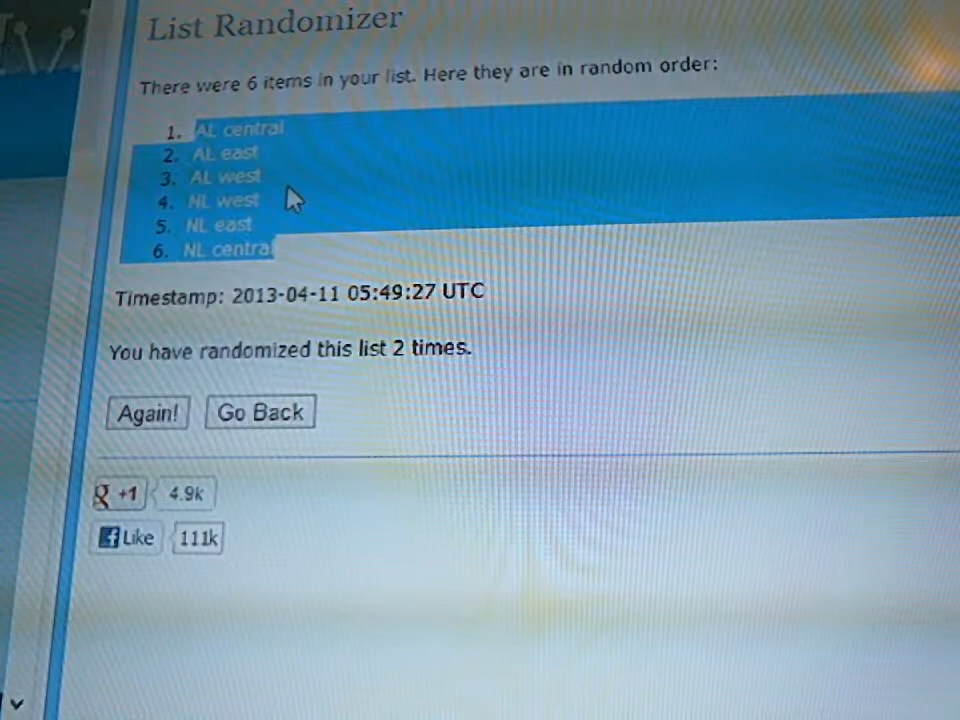 List Randomizer
There were 6 items in your list. Here they are in random order:
1. AL central
2. AL east
3. AL west
4. NL west
5. NL east
6. NL central
Timestamp: 2013-04-11 05:49:27 UTC
You have randomized this list 2 times.
Again! Go Back
g +1 4.9k
f Like 111k